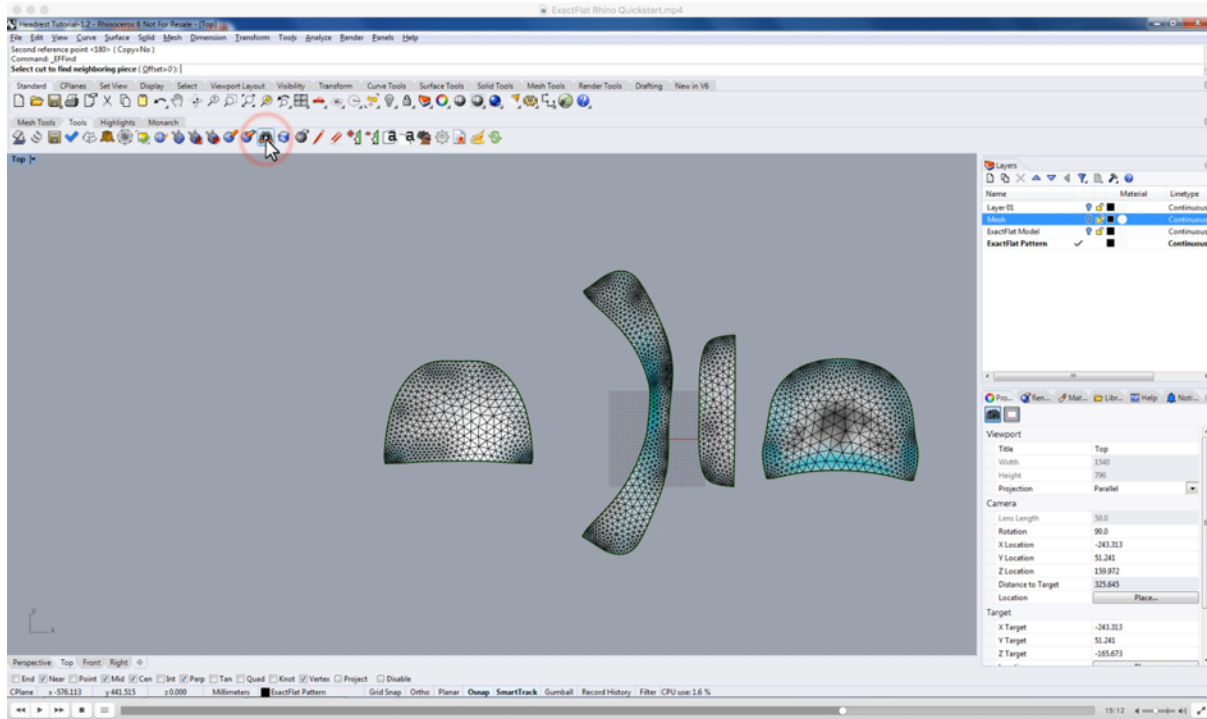 ExactFlat Rhino Quickstart.mp4
Headrest Tutorial-1.2 - Rhinoceros 6 Not For Resale - [Top]
File Edit View Curve Surface Solid Mesh Dimension Transform Tools Analyze Render Panels Help
Second reference point <180> ( Copy=No )
Command: _EFFind
Select cut to find neighboring piece ( Offset=0 ):
Standard CPlanes Set View Display Select Viewport Layout Visibility Transform Curve Tools Surface Tools Solid Tools Mesh Tools Render Tools Drafting New in V6
Mesh Tools Tools Highlights Monarch
Top
Layers
Name Material Linetype
Layer 01 Continuous
Mesh Continuous
ExactFlat Model Continuous
ExactFlat Pattern Continuous
Pro... Ren... Mat... Libr... Help Noti...
Viewport
Title Top
Width 1540
Height 796
Projection Parallel
Camera
Lens Length 50.0
Rotation 90.0
X Location -243.313
Y Location 51.241
Z Location 159.972
Distance to Target 325.645
Location Place...
Target
X Target -243.313
Y Target 51.241
Z Target -165.673
y
x
Perspective Top Front Right
End Near Point Mid Cen Int Perp Tan Quad Knot Vertex Project Disable
CPlane x -576.113 y 441.515 z 0.000 Millimeters ExactFlat Pattern Grid Snap Ortho Planar Osnap SmartTrack Gumball Record History Filter CPU use: 1.6 %
15:12